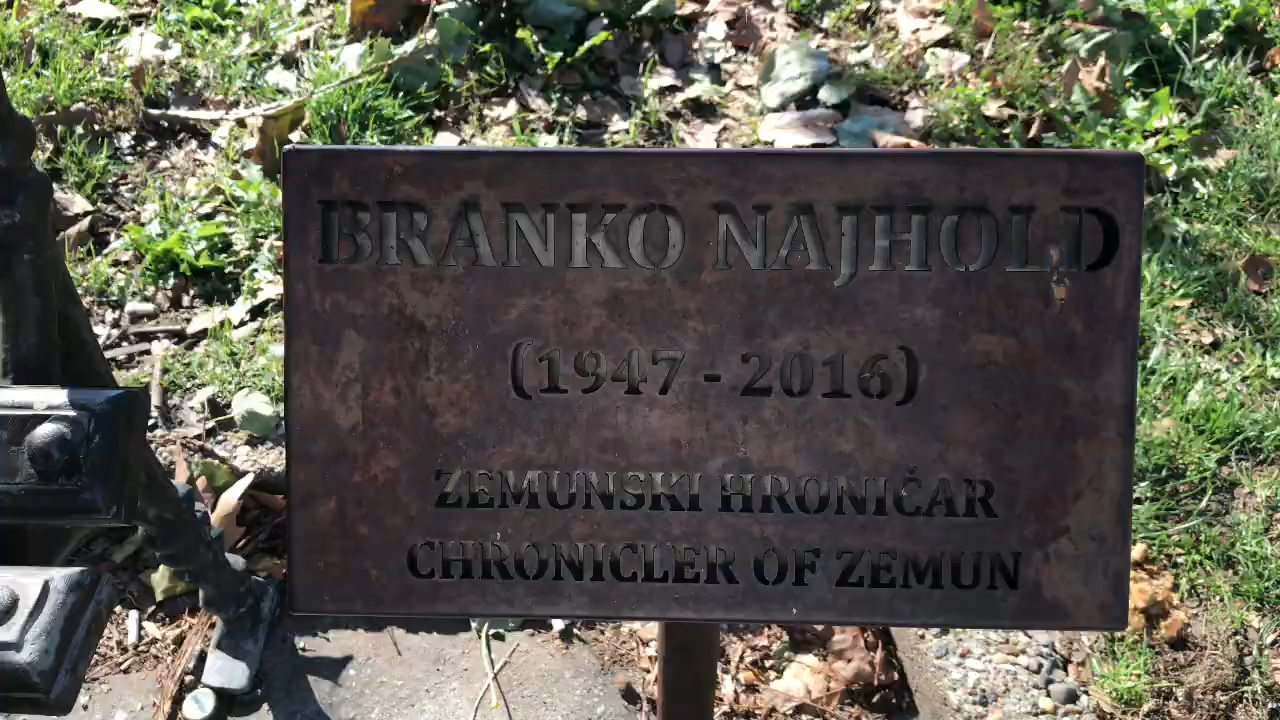 BRANKO NAJHOLD
(1947 - 2016)
ZEMUNSKI HRONIĆAR
CHRONICLER OF ZEMUN